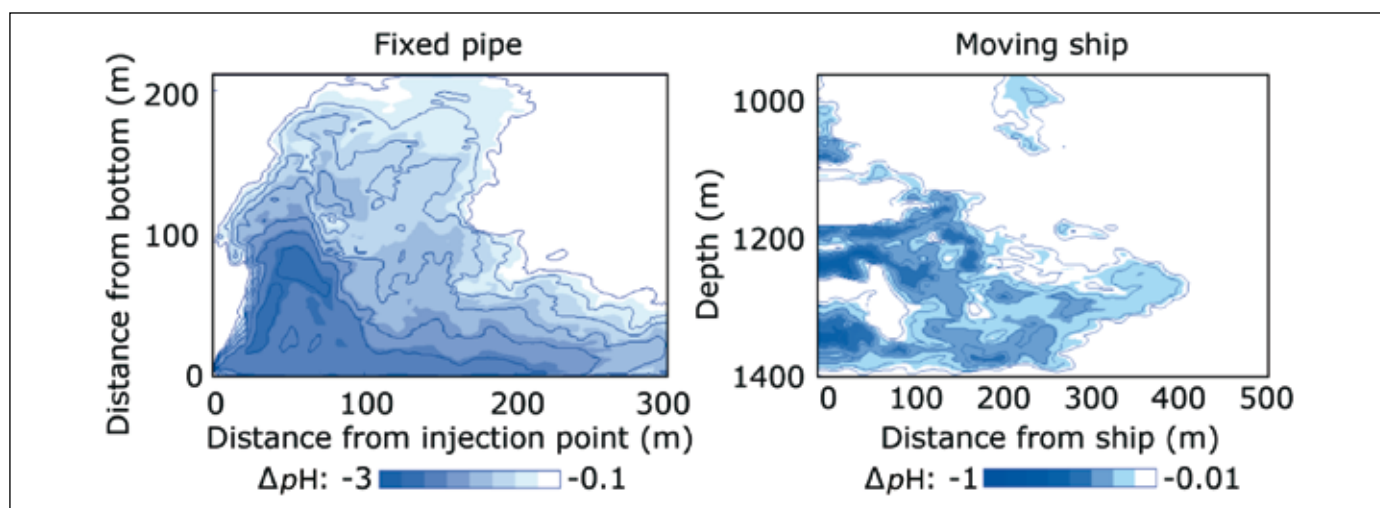 Fixed pipe
Distance from bottom (m)
200
100
0
0 100 200 300
Distance from injection point (m)
ΔpH: -3 -0.1
Moving ship
Depth (m)
1000
1200
1400
0 100 200 300 400 500
Distance from ship (m)
ΔpH: -1 -0.01